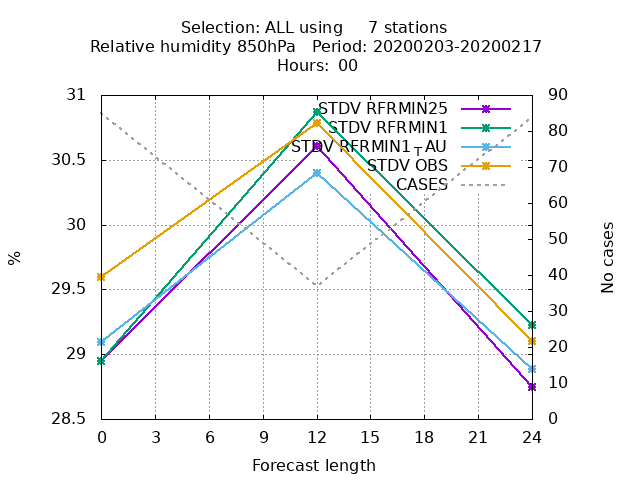 Selection: ALL using     7 stations
Relative humidity 850hPa   Period: 20200203-20200217
Hours: 00
31
30.5
30
29.5
29
28.5
90
80
70
60
50
40
30
20
10
0
STDV RFRMIN25
STDV RFRMIN1
STDV RFRMIN1_TAU
STDV OBS
CASES
%
No cases
0 3 6 9 12 15 18 21 24
Forecast length